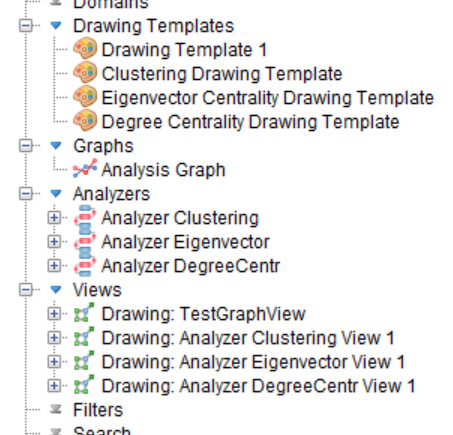 Domains
Drawing Templates
Drawing Template 1
Clustering Drawing Template
Eigenvector Centrality Drawing Template
Degree Centrality Drawing Template
Graphs
Analysis Graph
Analyzers
Analyzer Clustering
Analyzer Eigenvector
Analyzer DegreeCentr
Views
Drawing: TestGraphView
Drawing: Analyzer Clustering View 1
Drawing: Analyzer Eigenvector View 1
Drawing: Analyzer DegreeCentr View 1
Filters
Search